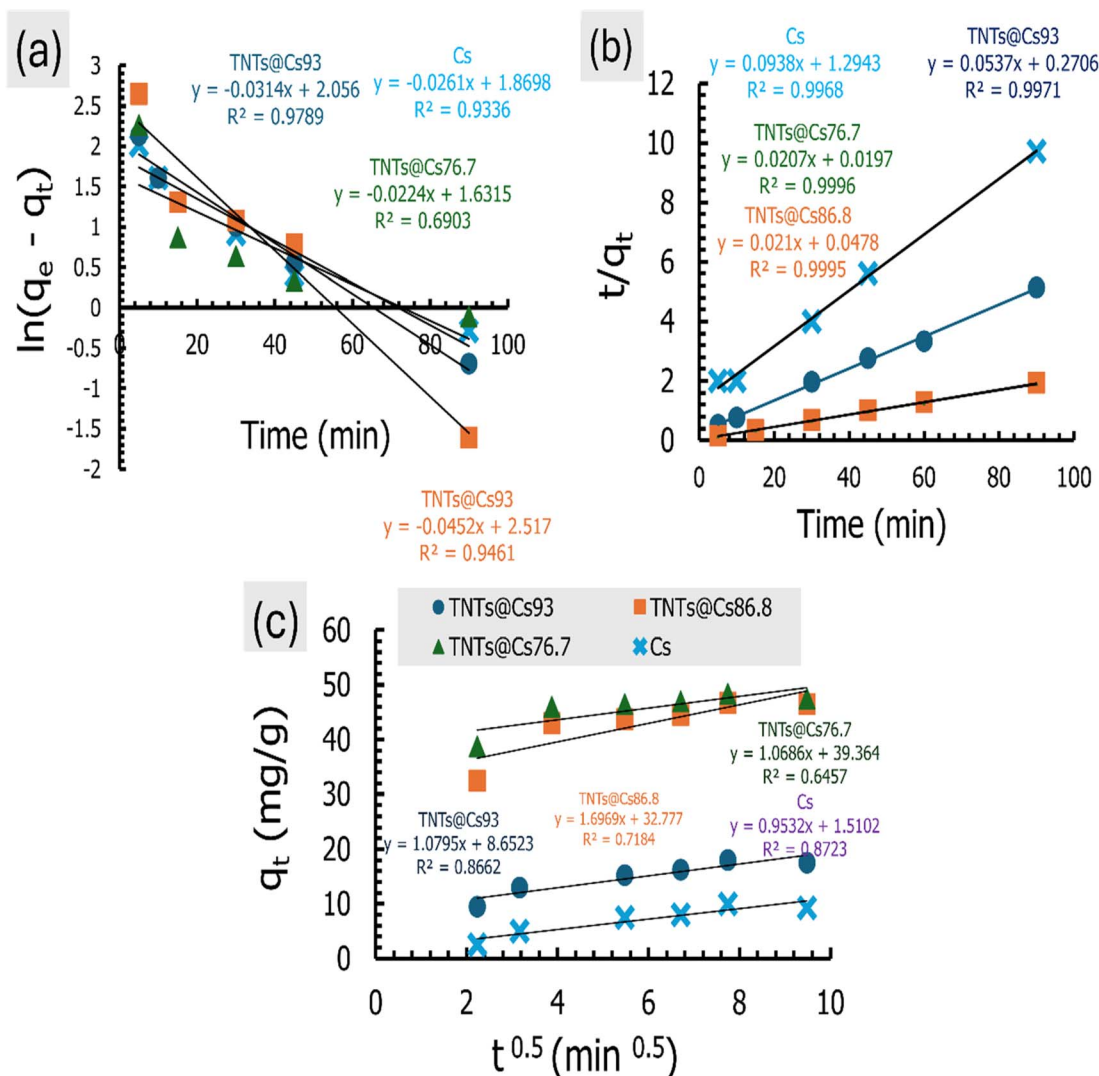 (a)
TNTs@Cs93
y = -0.0314x + 2.056
R² = 0.9789
Cs
y = -0.0261x + 1.8698
R² = 0.9336
TNTs@Cs76.7
y = -0.0224x + 1.6315
R² = 0.6903
3
2.5
2
1.5
1
0.5
0
-0.5
-1
-1.5
-2
ln(qe - qt)
0 20 40 60 80 100
Time (min)
TNTs@Cs93
y = -0.0452x + 2.517
R² = 0.9461
(b)
Cs
y = 0.0938x + 1.2943
R² = 0.9968
TNTs@Cs93
y = 0.0537x + 0.2706
R² = 0.9971
TNTs@Cs76.7
y = 0.0207x + 0.0197
R² = 0.9996
TNTs@Cs86.8
y = 0.021x + 0.0478
R² = 0.9995
12
10
8
6
4
2
0
t/qt
0 20 40 60 80 100
Time (min)
(c)
TNTs@Cs93 TNTs@Cs86.8
TNTs@Cs76.7 Cs
60
50
40
30
20
10
0
qt (mg/g)
TNTs@Cs76.7
y = 1.0686x + 39.364
R² = 0.6457
TNTs@Cs86.8
y = 1.6969x + 32.777
R² = 0.7184
TNTs@Cs93
y = 1.0795x + 8.6523
R² = 0.8662
Cs
y = 0.9532x + 1.5102
R² = 0.8723
0 2 4 6 8 10
t 0.5 (min 0.5)